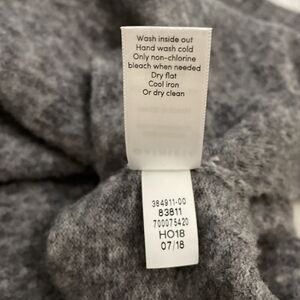 Wash inside out
Hand wash cold
Only non-chlorine
bleach when needed
Dry flat
Cool iron
Or dry clean
384911-00
83811
700075420
HO18
07/18